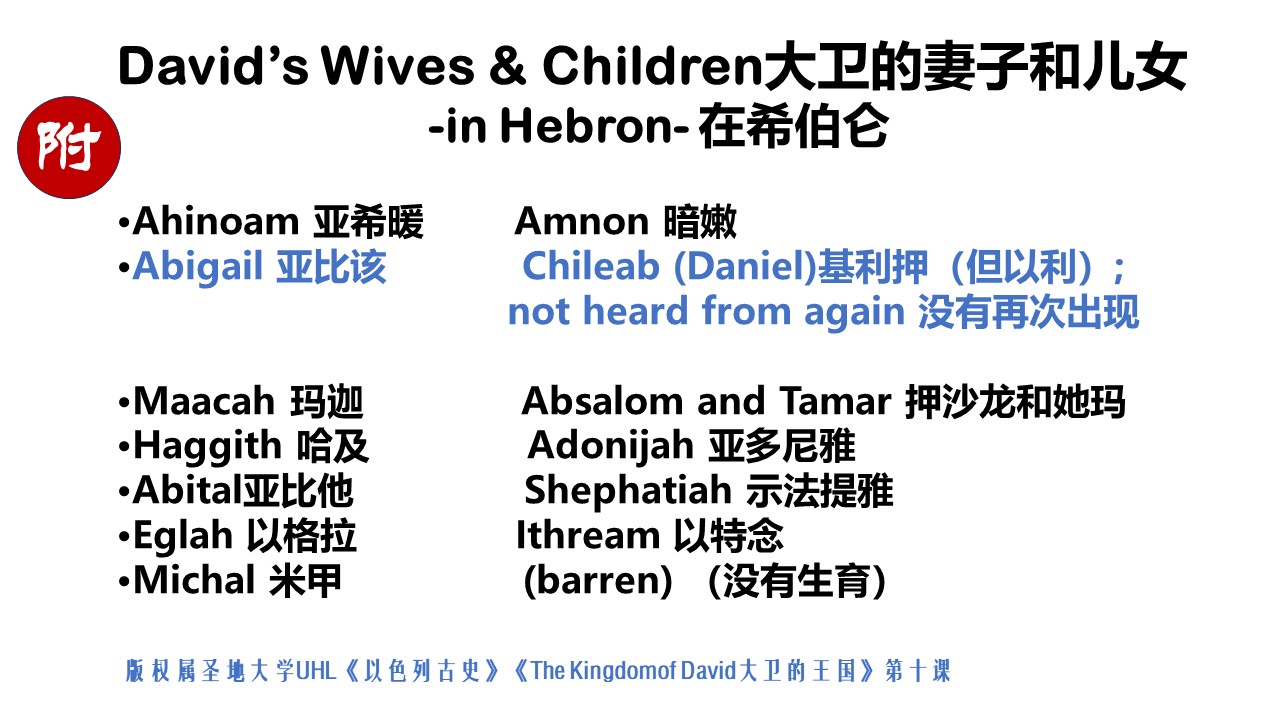 David’s Wives & Children大卫的妻子和儿女
-in Hebron- 在希伯仑
附
•Ahinoam 亚希暖 Amnon 暗嫩
•Abigail 亚比该 Chileab (Daniel)基利押（但以利）;
not heard from again 没有再次出现
•Maacah 玛迦 Absalom and Tamar 押沙龙和她玛
•Haggith 哈及 Adonijah 亚多尼雅
•Abital亚比他 Shephatiah 示法提雅
•Eglah 以格拉 Ithream 以特念
•Michal 米甲 (barren) （没有生育）
版权属圣地大学UHL《以色列古史》《The Kingdomof David大卫的王国》第十课